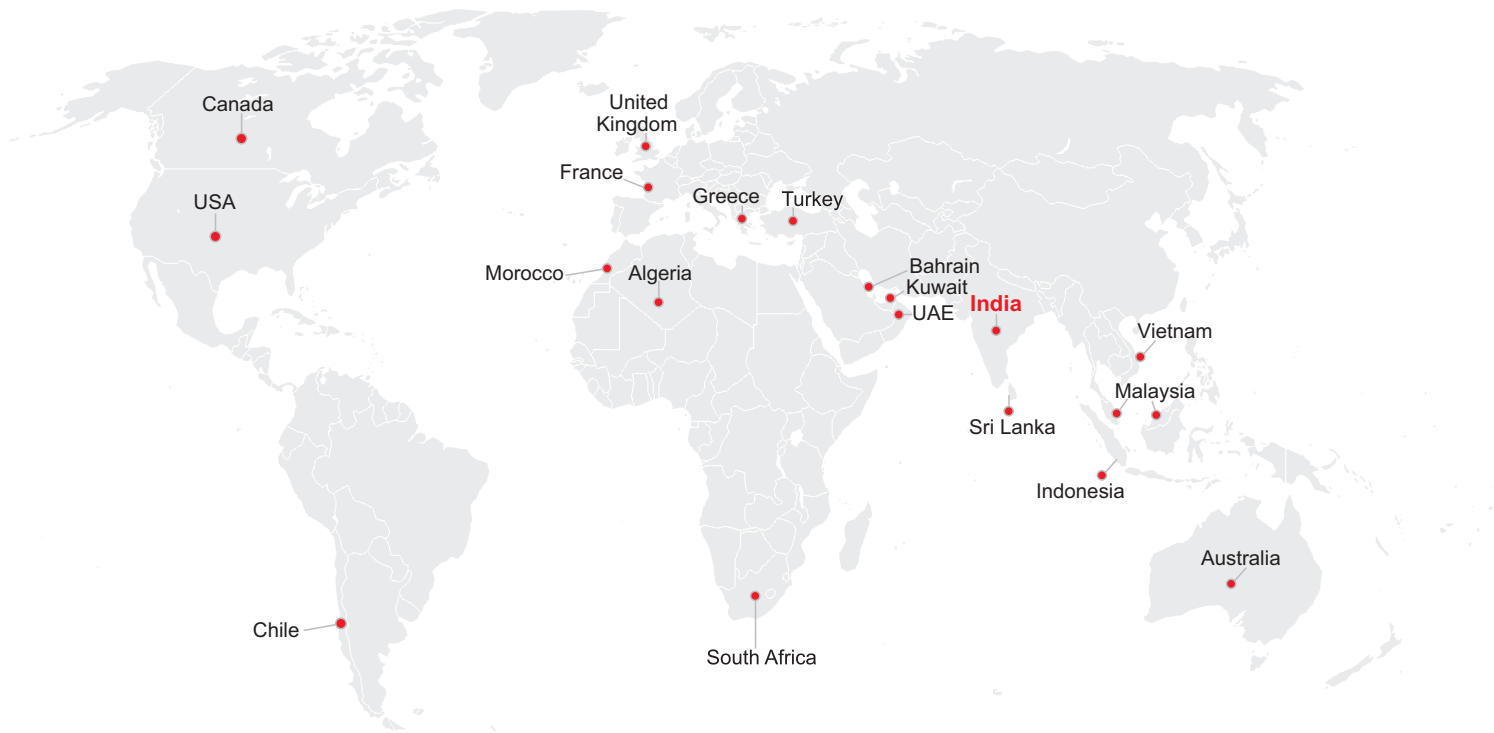 Canada
USA
United
Kingdom
France
Greece
Turkey
Morocco
Algeria
Bahrain
Kuwait
UAE
India
Vietnam
Malaysia
Sri Lanka
Indonesia
Australia
Chile
South Africa